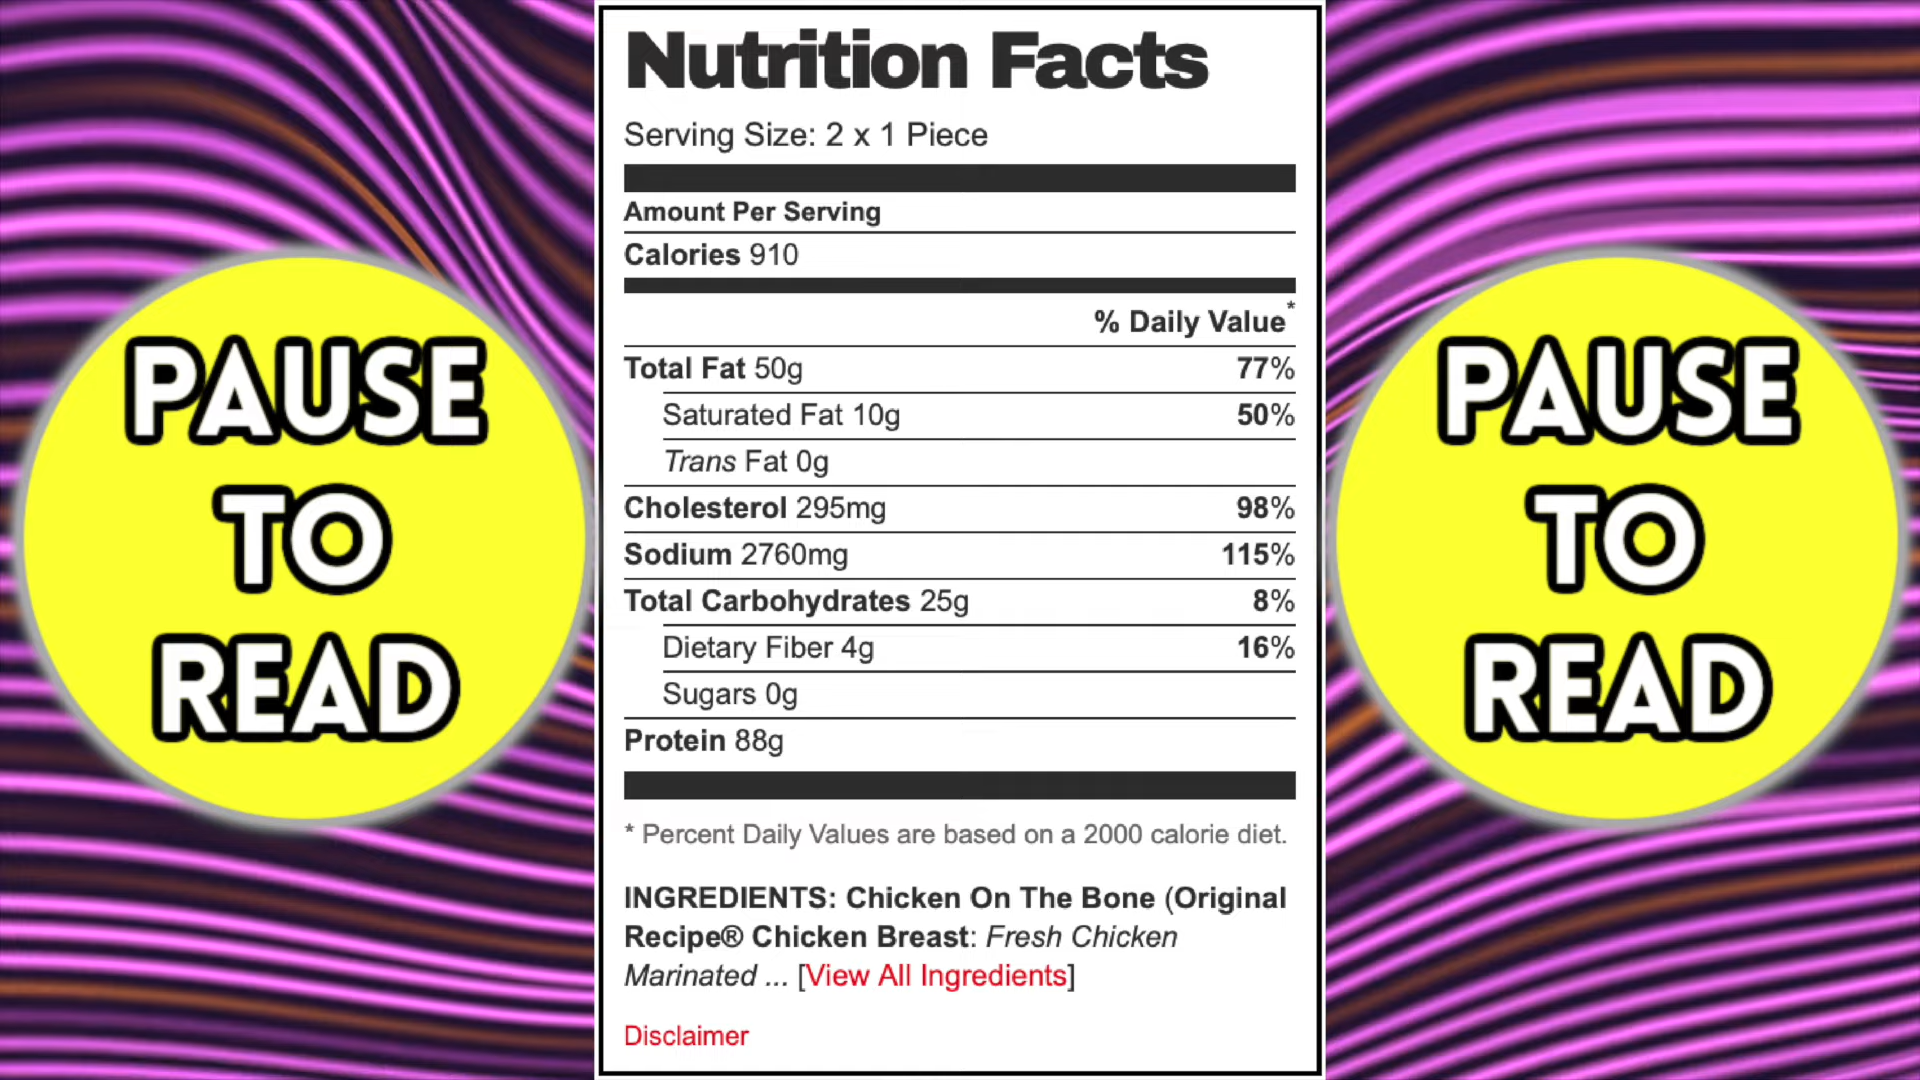 PAUSE
TO
READ
Nutrition Facts
Serving Size: 2 x 1 Piece
Amount Per Serving
Calories 910
% Daily Value*
Total Fat 50g 77%
Saturated Fat 10g 50%
Trans Fat 0g
Cholesterol 295mg 98%
Sodium 2760mg 115%
Total Carbohydrates 25g 8%
Dietary Fiber 4g 16%
Sugars 0g
Protein 88g
* Percent Daily Values are based on a 2000 calorie diet.
INGREDIENTS: Chicken On The Bone (Original
Recipe® Chicken Breast: Fresh Chicken
Marinated ... [View All Ingredients]
Disclaimer
PAUSE
TO
READ